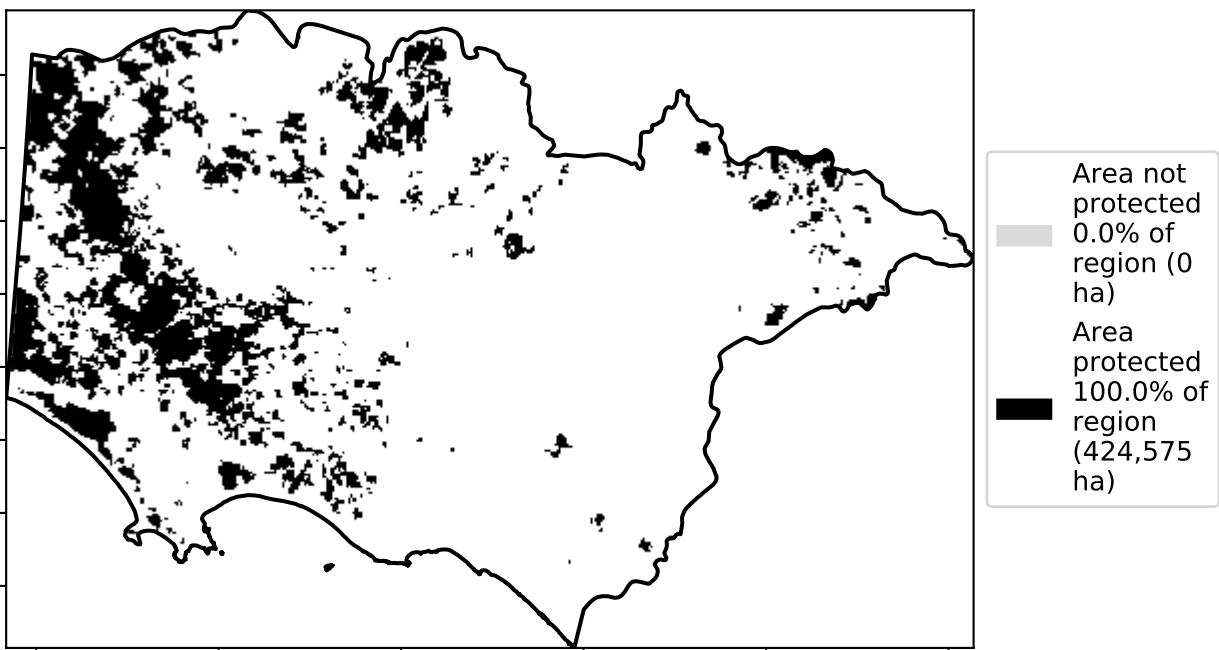 Area not
protected
0.0% of
region (0
ha)
Area
protected
100.0% of
region
(424,575
ha)